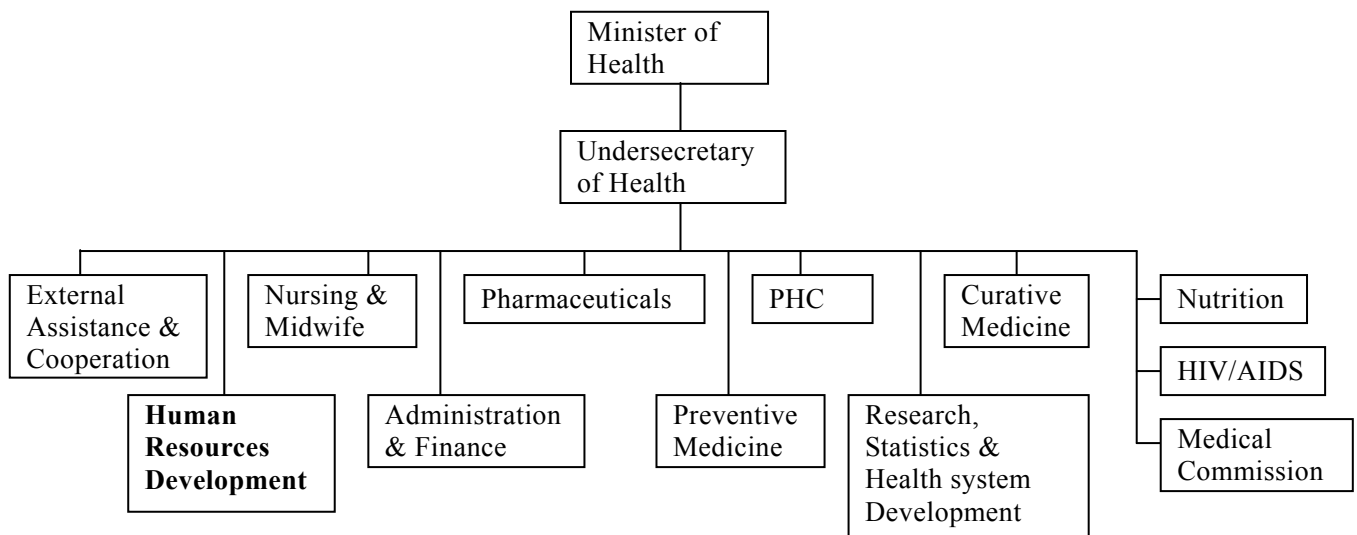 Minister of
Health
Undersecretary
of Health
External
Assistance &
Cooperation
Nursing &
Midwife
Pharmaceuticals
PHC
Curative
Medicine
Nutrition
HIV/AIDS
Medical
Commission
Human
Resources
Development
Administration
& Finance
Preventive
Medicine
Research,
Statistics &
Health system
Development